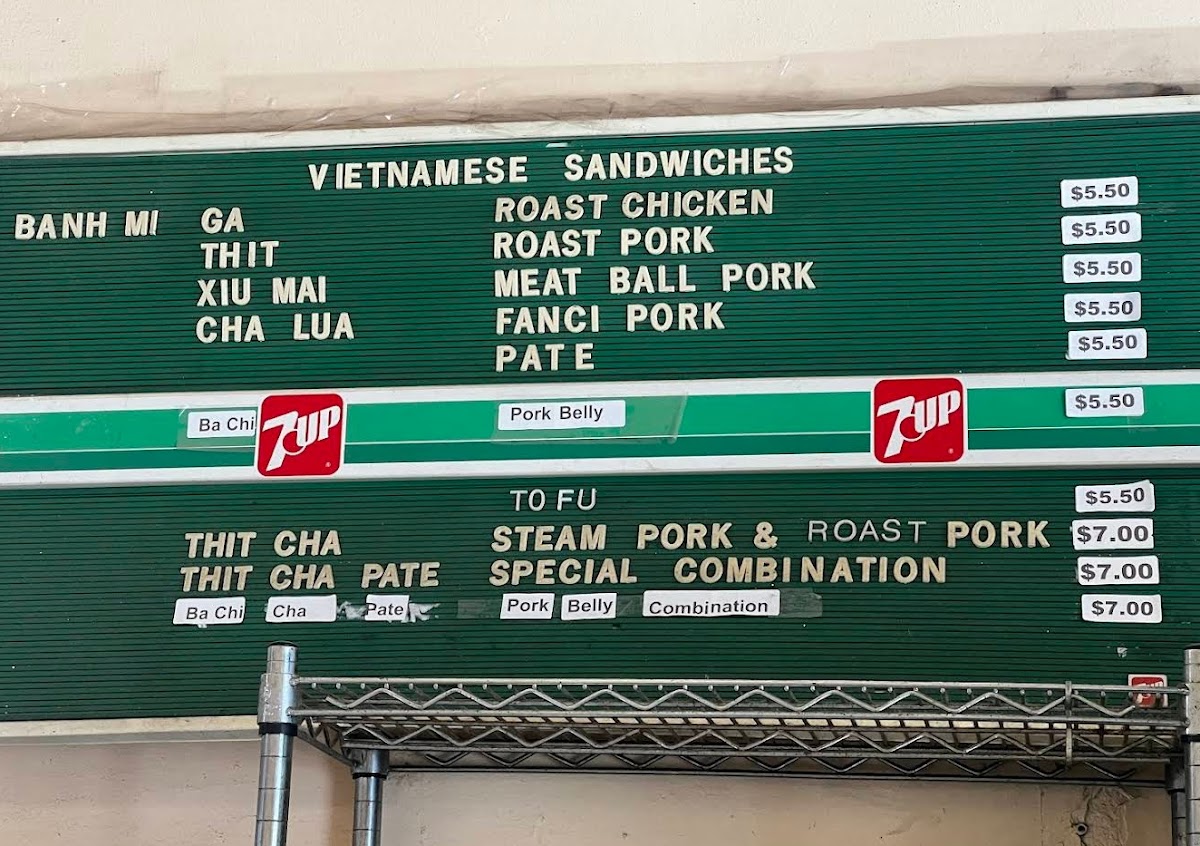 VIETNAMESE SANDWICHES
BANH MI GA ROAST CHICKEN $5.50
THIT ROAST PORK $5.50
XIU MAI MEAT BALL PORK $5.50
CHA LUA FANCI PORK $5.50
PATE $5.50
Ba Chi 7UP Pork Belly 7UP $5.50
TO FU $5.50
THIT CHA STEAM PORK & ROAST PORK $7.00
THIT CHA PATE SPECIAL COMBINATION $7.00
Ba Chi Cha Pate Pork Belly Combination $7.00